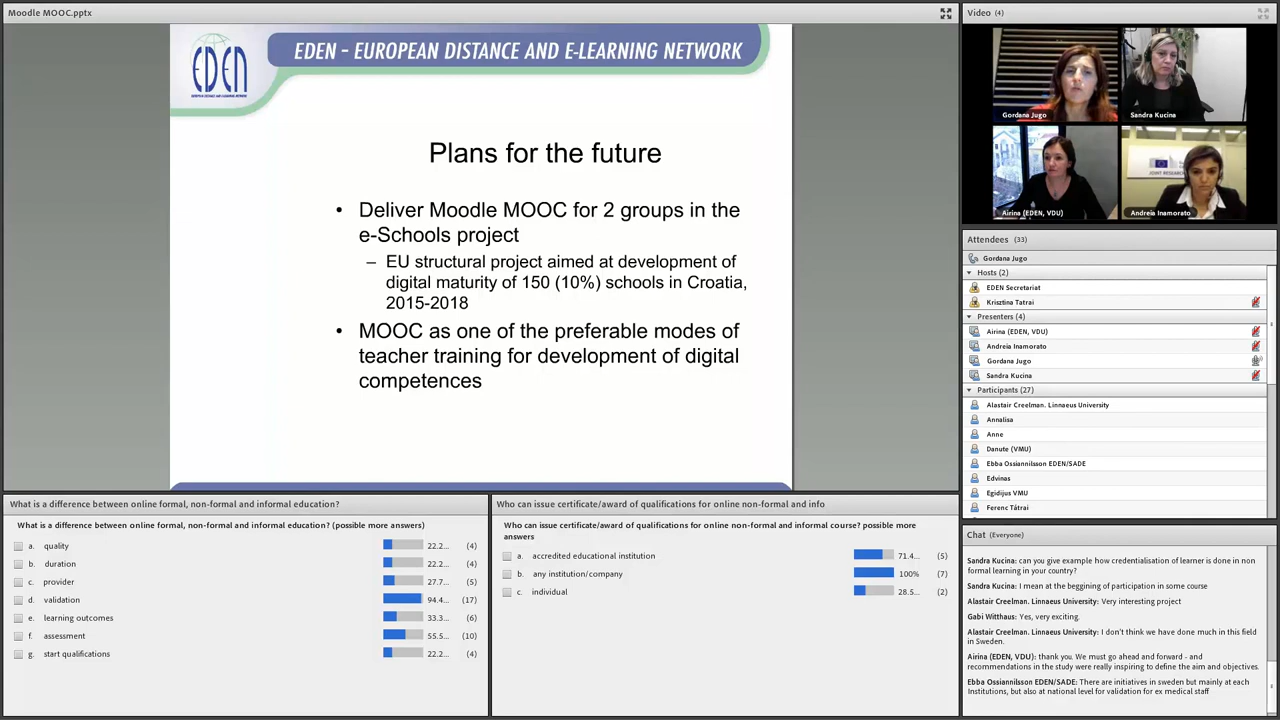 Moodle MOOC.pptx
EDEN
EUROPEAN DISTANCE AND E-LEARNING NETWORK
EDEN – EUROPEAN DISTANCE AND E-LEARNING NETWORK
Plans for the future
• Deliver Moodle MOOC for 2 groups in the
e-Schools project
– EU structural project aimed at development of
digital maturity of 150 (10%) schools in Croatia,
2015-2018
• MOOC as one of the preferable modes of
teacher training for development of digital
competences
What is a difference between online formal, non-formal and informal education?
What is a difference between online formal, non-formal and informal education? (possible more answers)
a. quality 22.2... (4)
b. duration 22.2... (4)
c. provider 27.7... (5)
d. validation 94.4... (17)
e. learning outcomes 33.3... (6)
f. assessment 55.5... (10)
g. start qualifications 22.2... (4)
Who can issue certificate/award of qualifications for online non-formal and info
Who can issue certificate/award of qualifications for online non-formal and informal course? possible more
answers
a. accredited educational institution 71.4... (5)
b. any institution/company 100% (7)
c. individual 28.5... (2)
Video (4)
Gordana Jugo
Sandra Kucina
Airina (EDEN, VDU)
JOINT RESEAR
Andreia Inamorato
Attendees (33)
Gordana Jugo
Hosts (2)
EDEN Secretariat
Krisztina Tatrai
Presenters (4)
Airina (EDEN, VDU)
Andreia Inamorato
Gordana Jugo
Sandra Kucina
Participants (27)
Alastair Creelman. Linnaeus University
Annalisa
Anne
Danute (VMU)
Ebba Ossiannilsson EDEN/SADE
Edvinas
Egidijus VMU
Ferenc Tátrai
Chat (Everyone)
Sandra Kucina: can you give example how credentialisation of learner is done in non
formal learning in your country?
Sandra Kucina: I mean at the beggining of participation in some course
Alastair Creelman. Linnaeus University: Very interesting project
Gabi Witthaus: Yes, very exciting.
Alastair Creelman. Linnaeus University: I don't think we have done much in this field
in Sweden.
Airina (EDEN, VDU): thank you. We must go ahead and forward - and
recommendations in the study were really inspiring to define the aim and objectives.
Ebba Ossiannilsson EDEN/SADE: There are initiatives in sweden but mainly at each
Institutions, but also at national level for validation for ex medical staff